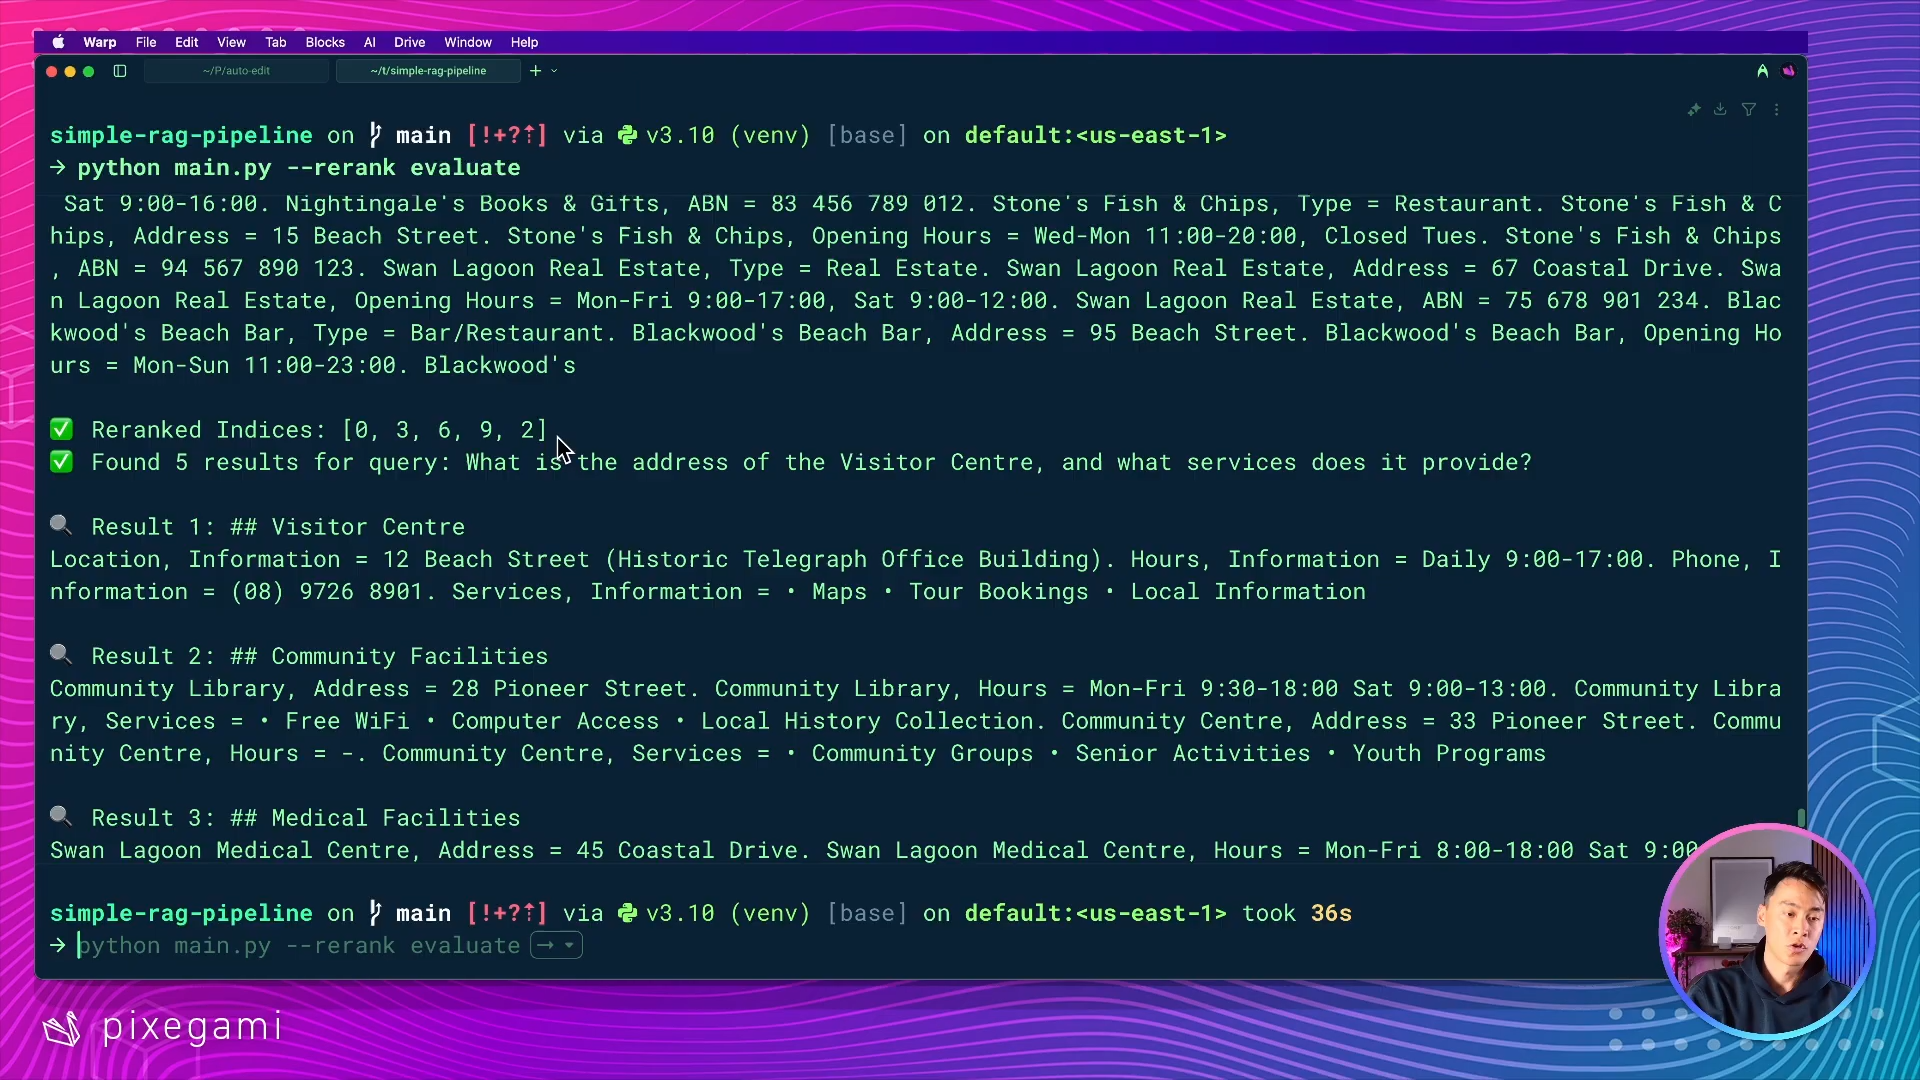 Warp File Edit View Tab Blocks AI Drive Window Help
~/P/auto-edit ~/t/simple-rag-pipeline
simple-rag-pipeline on main [!+?⇡] via v3.10 (venv) [base] on default:<us-east-1>
→ python main.py --rerank evaluate
Sat 9:00-16:00. Nightingale's Books & Gifts, ABN = 83 456 789 012. Stone's Fish & Chips, Type = Restaurant. Stone's Fish & C
hips, Address = 15 Beach Street. Stone's Fish & Chips, Opening Hours = Wed-Mon 11:00-20:00, Closed Tues. Stone's Fish & Chips
, ABN = 94 567 890 123. Swan Lagoon Real Estate, Type = Real Estate. Swan Lagoon Real Estate, Address = 67 Coastal Drive. Swa
n Lagoon Real Estate, Opening Hours = Mon-Fri 9:00-17:00, Sat 9:00-12:00. Swan Lagoon Real Estate, ABN = 75 678 901 234. Blac
kwood's Beach Bar, Type = Bar/Restaurant. Blackwood's Beach Bar, Address = 95 Beach Street. Blackwood's Beach Bar, Opening Ho
urs = Mon-Sun 11:00-23:00. Blackwood's
✅ Reranked Indices: [0, 3, 6, 9, 2]
✅ Found 5 results for query: What is the address of the Visitor Centre, and what services does it provide?
🔍 Result 1: ## Visitor Centre
Location, Information = 12 Beach Street (Historic Telegraph Office Building). Hours, Information = Daily 9:00-17:00. Phone, I
nformation = (08) 9726 8901. Services, Information = • Maps • Tour Bookings • Local Information
🔍 Result 2: ## Community Facilities
Community Library, Address = 28 Pioneer Street. Community Library, Hours = Mon-Fri 9:30-18:00 Sat 9:00-13:00. Community Libra
ry, Services = • Free WiFi • Computer Access • Local History Collection. Community Centre, Address = 33 Pioneer Street. Commu
nity Centre, Hours = -. Community Centre, Services = • Community Groups • Senior Activities • Youth Programs
🔍 Result 3: ## Medical Facilities
Swan Lagoon Medical Centre, Address = 45 Coastal Drive. Swan Lagoon Medical Centre, Hours = Mon-Fri 8:00-18:00 Sat 9:00
simple-rag-pipeline on main [!+?⇡] via v3.10 (venv) [base] on default:<us-east-1> took 36s
→ python main.py --rerank evaluate
pixegami